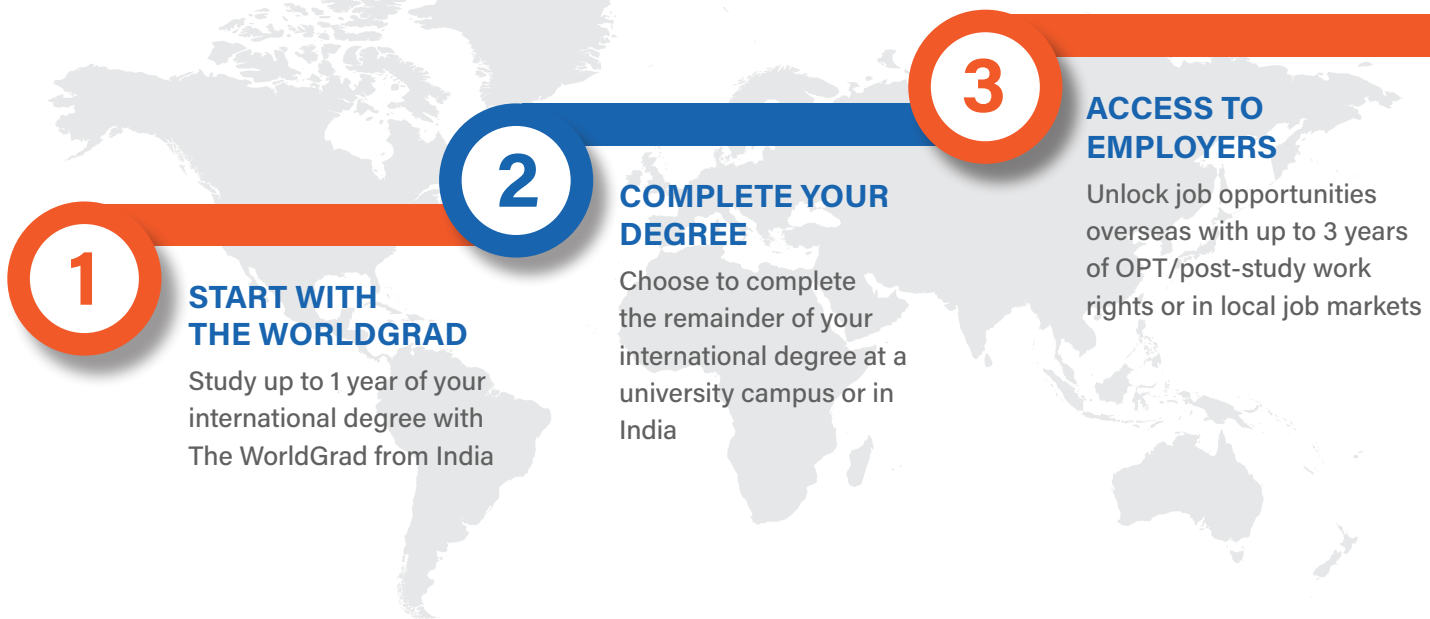 1
START WITH
THE WORLDGRAD
Study up to 1 year of your
international degree with
The WorldGrad from India
2
COMPLETE YOUR
DEGREE
Choose to complete
the remainder of your
international degree at a
university campus or in
India
3
ACCESS TO
EMPLOYERS
Unlock job opportunities
overseas with up to 3 years
of OPT/post-study work
rights or in local job markets